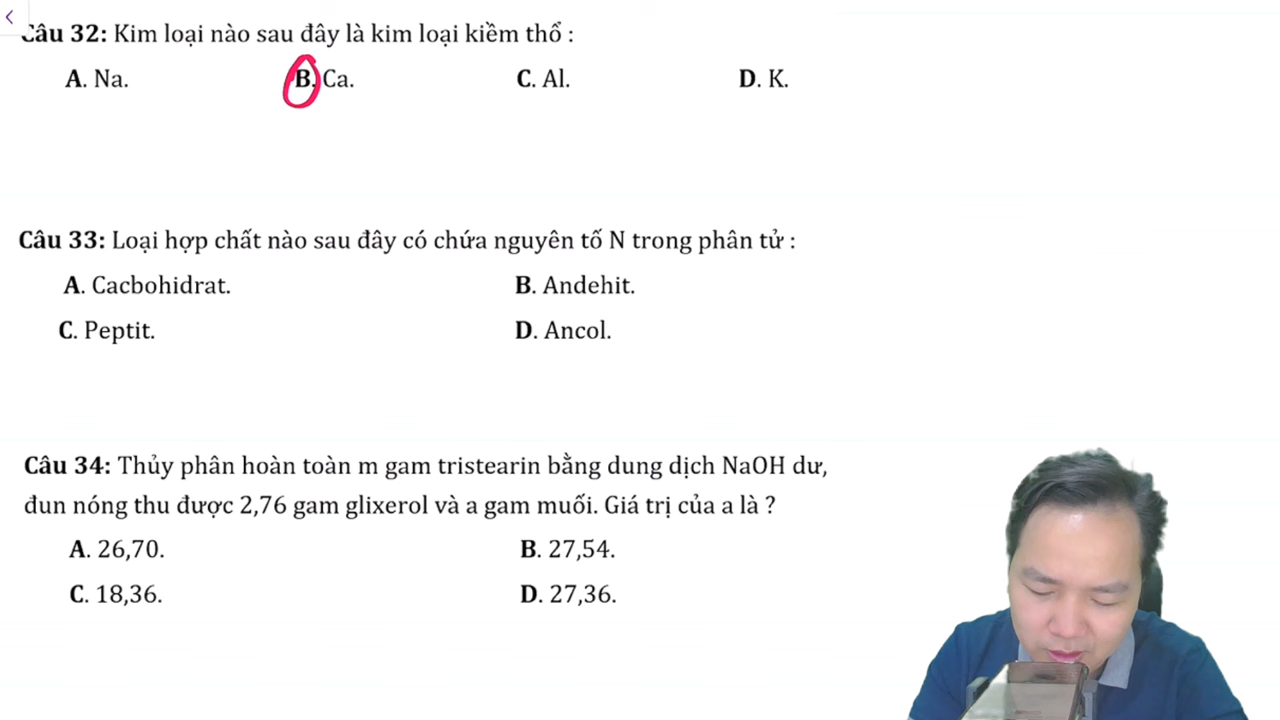 Câu 32: Kim loại nào sau đây là kim loại kiềm thổ :
A. Na. B. Ca. C. Al. D. K.
Câu 33: Loại hợp chất nào sau đây có chứa nguyên tố N trong phân tử :
A. Cacbohidrat. B. Andehit.
C. Peptit. D. Ancol.
Câu 34: Thủy phân hoàn toàn m gam tristearin bằng dung dịch NaOH dư,
đun nóng thu được 2,76 gam glixerol và a gam muối. Giá trị của a là ?
A. 26,70. B. 27,54.
C. 18,36. D. 27,36.